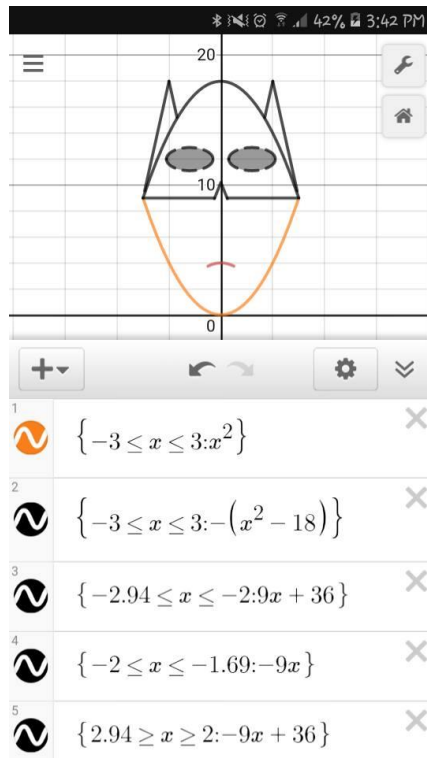 42% 3:42 PM
20
10
0
1
{−3 ≤ x ≤ 3:x²}
2
{−3 ≤ x ≤ 3:−(x² − 18)}
3
{−2.94 ≤ x ≤ −2:9x + 36}
4
{−2 ≤ x ≤ −1.69:−9x}
5
{2.94 ≥ x ≥ 2:−9x + 36}